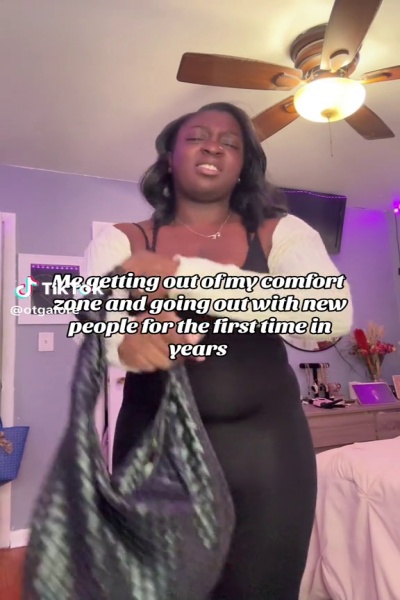 Me getting out of my comfort
TikTok
zone and going out with new
@otgalore
people for the first time in
years